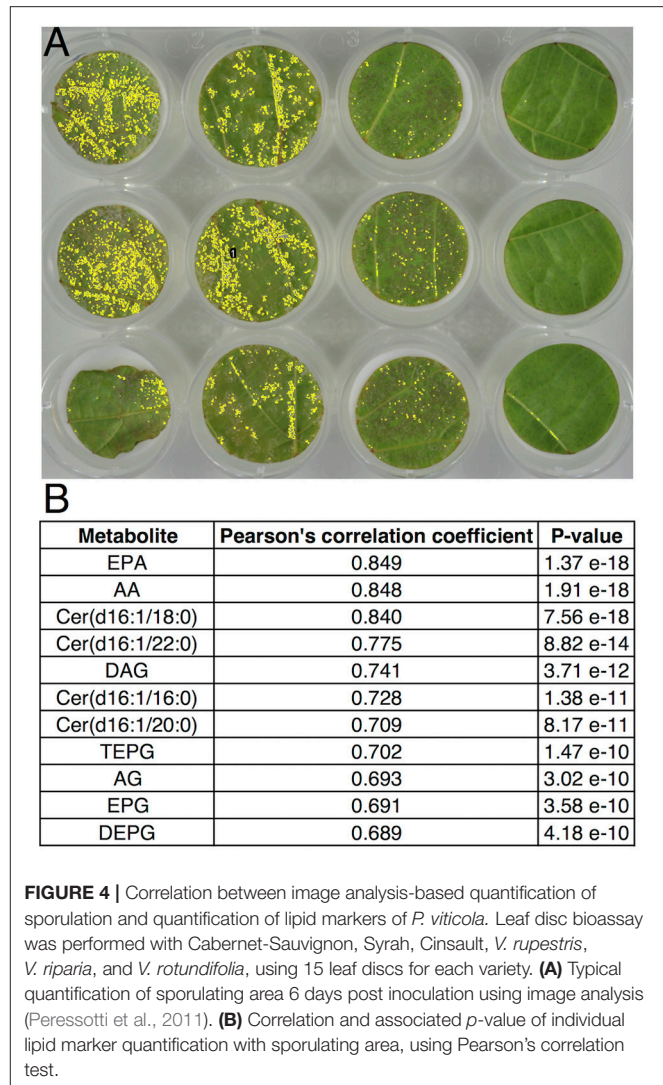 A
1
B
Metabolite Pearson's correlation coefficient P-value
EPA 0.849 1.37 e-18
AA 0.848 1.91 e-18
Cer(d16:1/18:0) 0.840 7.56 e-18
Cer(d16:1/22:0) 0.775 8.82 e-14
DAG 0.741 3.71 e-12
Cer(d16:1/16:0) 0.728 1.38 e-11
Cer(d16:1/20:0) 0.709 8.17 e-11
TEPG 0.702 1.47 e-10
AG 0.693 3.02 e-10
EPG 0.691 3.58 e-10
DEPG 0.689 4.18 e-10
FIGURE 4 | Correlation between image analysis-based quantification of
sporulation and quantification of lipid markers of P. viticola. Leaf disc bioassay
was performed with Cabernet-Sauvignon, Syrah, Cinsault, V. rupestris,
V. riparia, and V. rotundifolia, using 15 leaf discs for each variety. (A) Typical
quantification of sporulating area 6 days post inoculation using image analysis
(Peressotti et al., 2011). (B) Correlation and associated p-value of individual
lipid marker quantification with sporulating area, using Pearson's correlation
test.